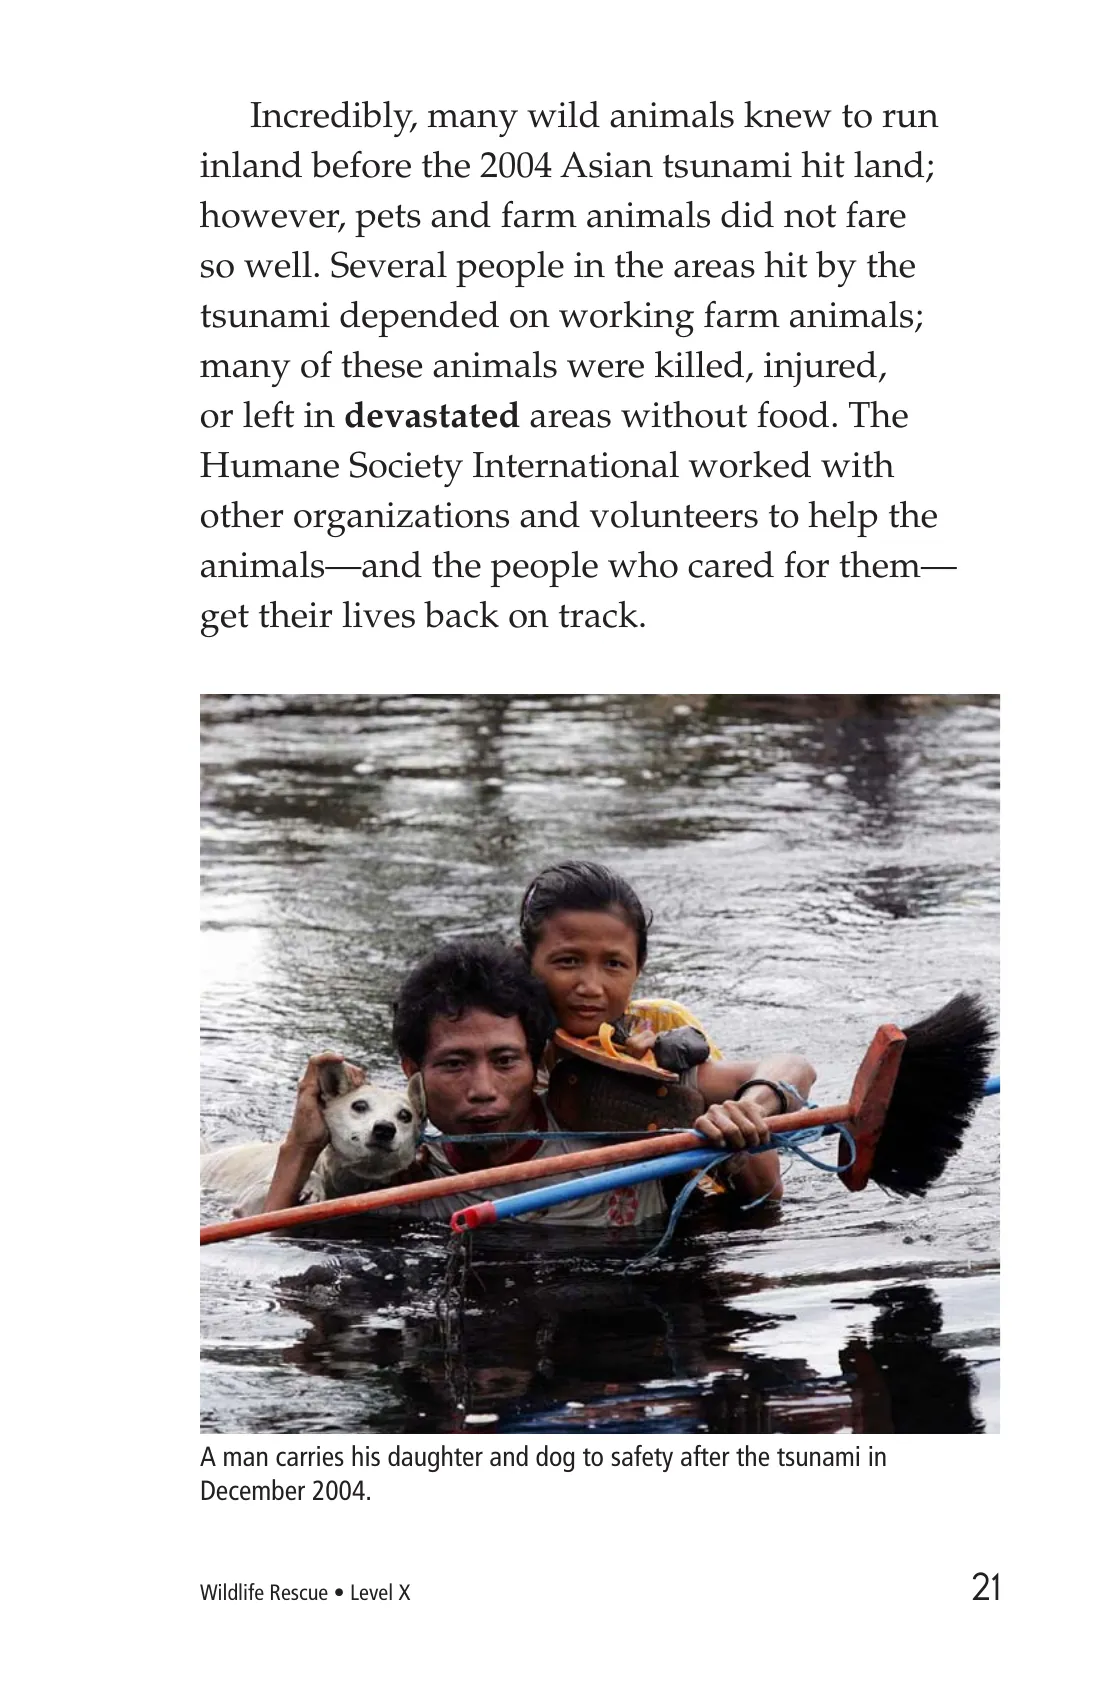 Incredibly, many wild animals knew to run
inland before the 2004 Asian tsunami hit land;
however, pets and farm animals did not fare
so well. Several people in the areas hit by the
tsunami depended on working farm animals;
many of these animals were killed, injured,
or left in devastated areas without food. The
Humane Society International worked with
other organizations and volunteers to help the
animals—and the people who cared for them—
get their lives back on track.
A man carries his daughter and dog to safety after the tsunami in
December 2004.
Wildlife Rescue • Level X
21